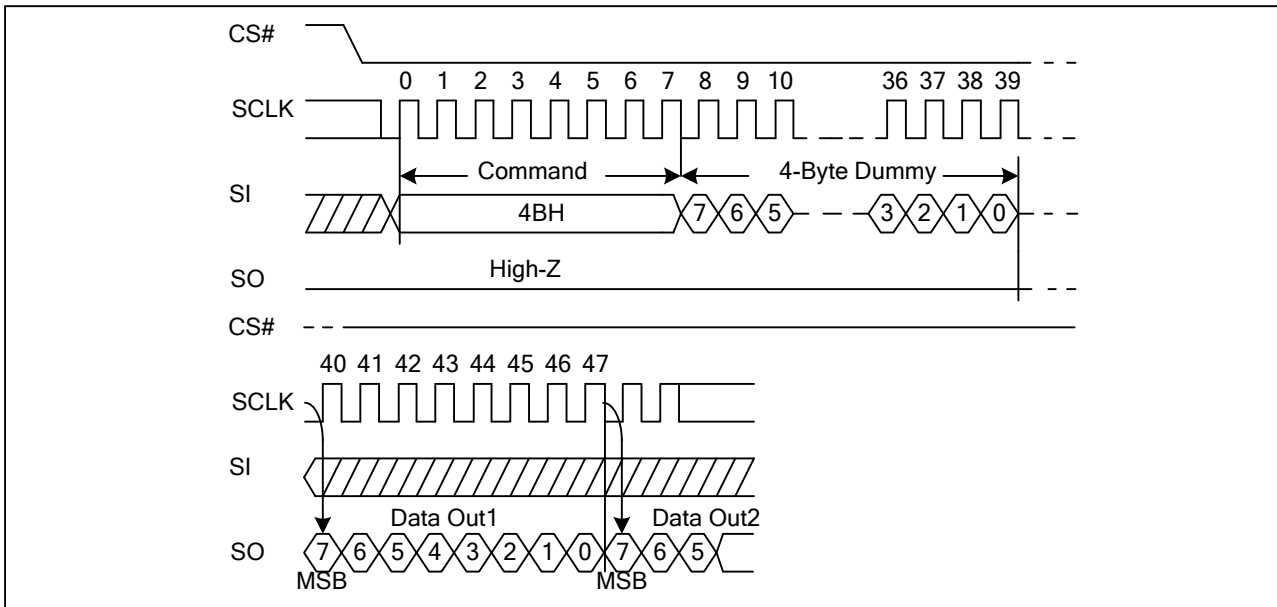 CS#
0 1 2 3 4 5 6 7 8 9 10 36 37 38 39
SCLK
Command 4-Byte Dummy
SI
4BH 7 6 5 3 2 1 0
High-Z
SO
CS#
40 41 42 43 44 45 46 47
SCLK
SI
Data Out1 Data Out2
SO 7 6 5 4 3 2 1 0 7 6 5
MSB MSB